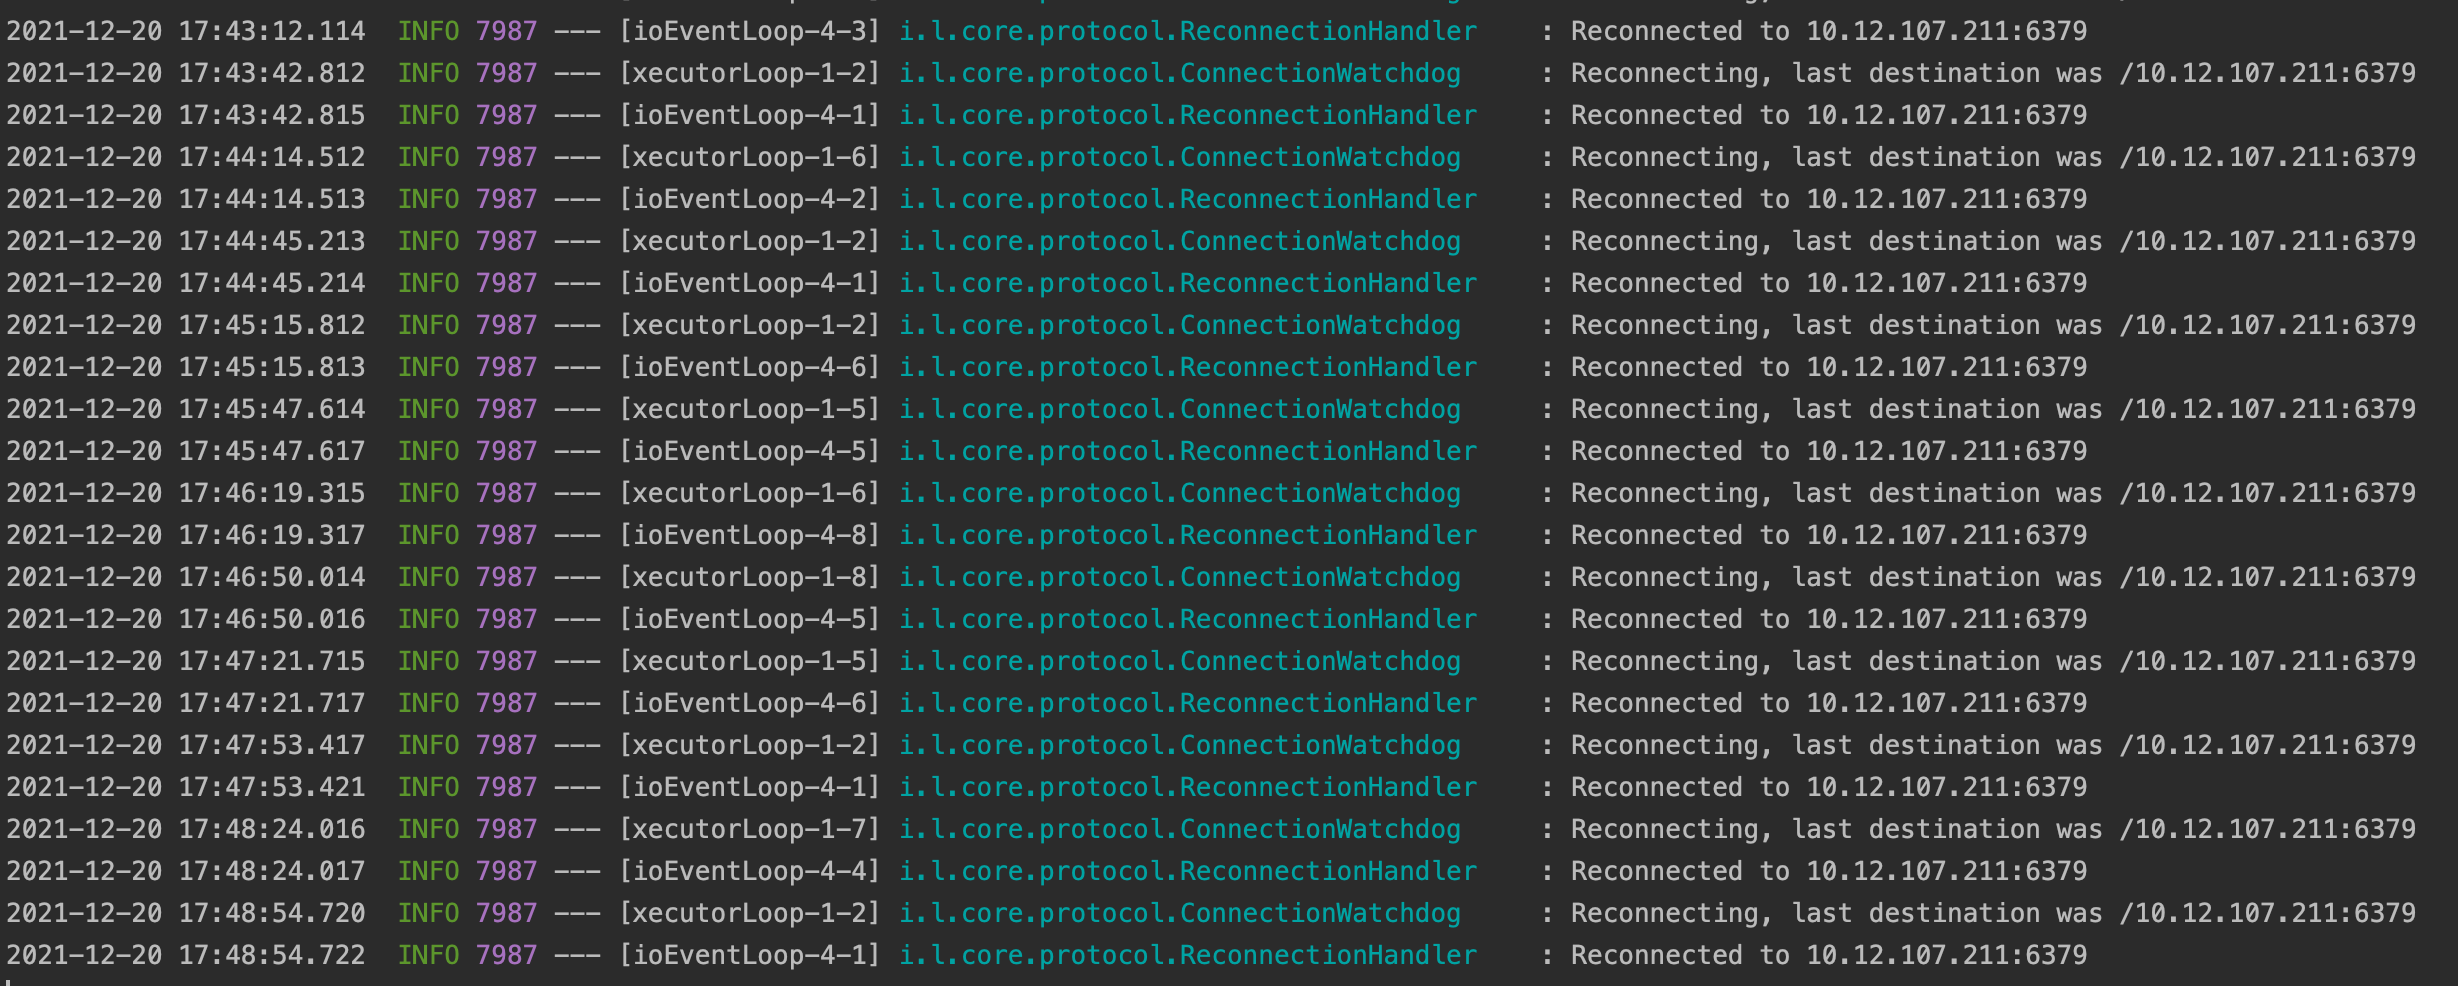 2021-12-20 17:43:12.114  INFO 7987 --- [ioEventLoop-4-3] i.l.core.protocol.ReconnectionHandler    : Reconnected to 10.12.107.211:6379
2021-12-20 17:43:42.812  INFO 7987 --- [xecutorLoop-1-2] i.l.core.protocol.ConnectionWatchdog     : Reconnecting, last destination was /10.12.107.211:6379
2021-12-20 17:43:42.815  INFO 7987 --- [ioEventLoop-4-1] i.l.core.protocol.ReconnectionHandler    : Reconnected to 10.12.107.211:6379
2021-12-20 17:44:14.512  INFO 7987 --- [xecutorLoop-1-6] i.l.core.protocol.ConnectionWatchdog     : Reconnecting, last destination was /10.12.107.211:6379
2021-12-20 17:44:14.513  INFO 7987 --- [ioEventLoop-4-2] i.l.core.protocol.ReconnectionHandler    : Reconnected to 10.12.107.211:6379
2021-12-20 17:44:45.213  INFO 7987 --- [xecutorLoop-1-2] i.l.core.protocol.ConnectionWatchdog     : Reconnecting, last destination was /10.12.107.211:6379
2021-12-20 17:44:45.214  INFO 7987 --- [ioEventLoop-4-1] i.l.core.protocol.ReconnectionHandler    : Reconnected to 10.12.107.211:6379
2021-12-20 17:45:15.812  INFO 7987 --- [xecutorLoop-1-2] i.l.core.protocol.ConnectionWatchdog     : Reconnecting, last destination was /10.12.107.211:6379
2021-12-20 17:45:15.813  INFO 7987 --- [ioEventLoop-4-6] i.l.core.protocol.ReconnectionHandler    : Reconnected to 10.12.107.211:6379
2021-12-20 17:45:47.614  INFO 7987 --- [xecutorLoop-1-5] i.l.core.protocol.ConnectionWatchdog     : Reconnecting, last destination was /10.12.107.211:6379
2021-12-20 17:45:47.617  INFO 7987 --- [ioEventLoop-4-5] i.l.core.protocol.ReconnectionHandler    : Reconnected to 10.12.107.211:6379
2021-12-20 17:46:19.315  INFO 7987 --- [xecutorLoop-1-6] i.l.core.protocol.ConnectionWatchdog     : Reconnecting, last destination was /10.12.107.211:6379
2021-12-20 17:46:19.317  INFO 7987 --- [ioEventLoop-4-8] i.l.core.protocol.ReconnectionHandler    : Reconnected to 10.12.107.211:6379
2021-12-20 17:46:50.014  INFO 7987 --- [xecutorLoop-1-8] i.l.core.protocol.ConnectionWatchdog     : Reconnecting, last destination was /10.12.107.211:6379
2021-12-20 17:46:50.016  INFO 7987 --- [ioEventLoop-4-5] i.l.core.protocol.ReconnectionHandler    : Reconnected to 10.12.107.211:6379
2021-12-20 17:47:21.715  INFO 7987 --- [xecutorLoop-1-5] i.l.core.protocol.ConnectionWatchdog     : Reconnecting, last destination was /10.12.107.211:6379
2021-12-20 17:47:21.717  INFO 7987 --- [ioEventLoop-4-6] i.l.core.protocol.ReconnectionHandler    : Reconnected to 10.12.107.211:6379
2021-12-20 17:47:53.417  INFO 7987 --- [xecutorLoop-1-2] i.l.core.protocol.ConnectionWatchdog     : Reconnecting, last destination was /10.12.107.211:6379
2021-12-20 17:47:53.421  INFO 7987 --- [ioEventLoop-4-1] i.l.core.protocol.ReconnectionHandler    : Reconnected to 10.12.107.211:6379
2021-12-20 17:48:24.016  INFO 7987 --- [xecutorLoop-1-7] i.l.core.protocol.ConnectionWatchdog     : Reconnecting, last destination was /10.12.107.211:6379
2021-12-20 17:48:24.017  INFO 7987 --- [ioEventLoop-4-4] i.l.core.protocol.ReconnectionHandler    : Reconnected to 10.12.107.211:6379
2021-12-20 17:48:54.720  INFO 7987 --- [xecutorLoop-1-2] i.l.core.protocol.ConnectionWatchdog     : Reconnecting, last destination was /10.12.107.211:6379
2021-12-20 17:48:54.722  INFO 7987 --- [ioEventLoop-4-1] i.l.core.protocol.ReconnectionHandler    : Reconnected to 10.12.107.211:6379